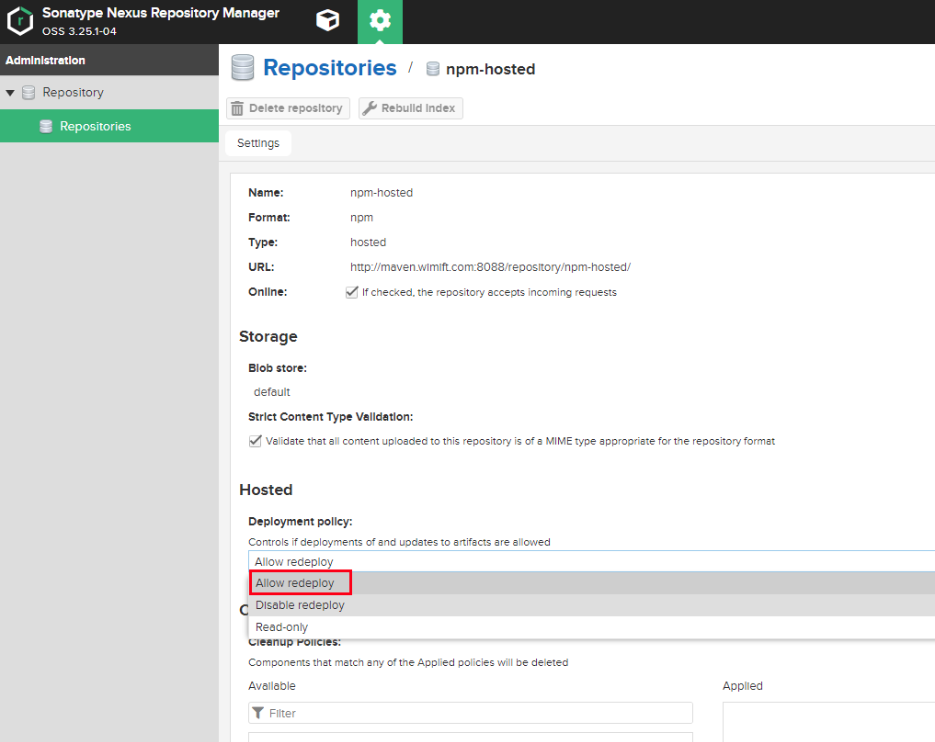 Sonatype Nexus Repository Manager
OSS 3.25.1-04
Administration
Repository
Repositories
Repositories / npm-hosted
Delete repository Rebuild index
Settings
Name: npm-hosted
Format: npm
Type: hosted
URL: http://maven.wimift.com:8088/repository/npm-hosted/
Online: If checked, the repository accepts incoming requests
Storage
Blob store:
default
Strict Content Type Validation:
Validate that all content uploaded to this repository is of a MIME type appropriate for the repository format
Hosted
Deployment policy:
Controls if deployments of and updates to artifacts are allowed
Allow redeploy
Allow redeploy
Disable redeploy
Read-only
Cleanup Policies:
Components that match any of the Applied policies will be deleted
Available Applied
Filter